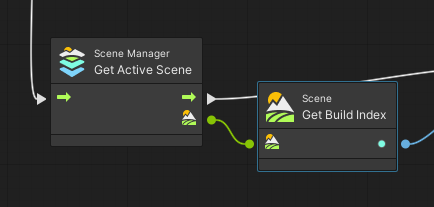 Scene Manager
Get Active Scene
Scene
Get Build Index